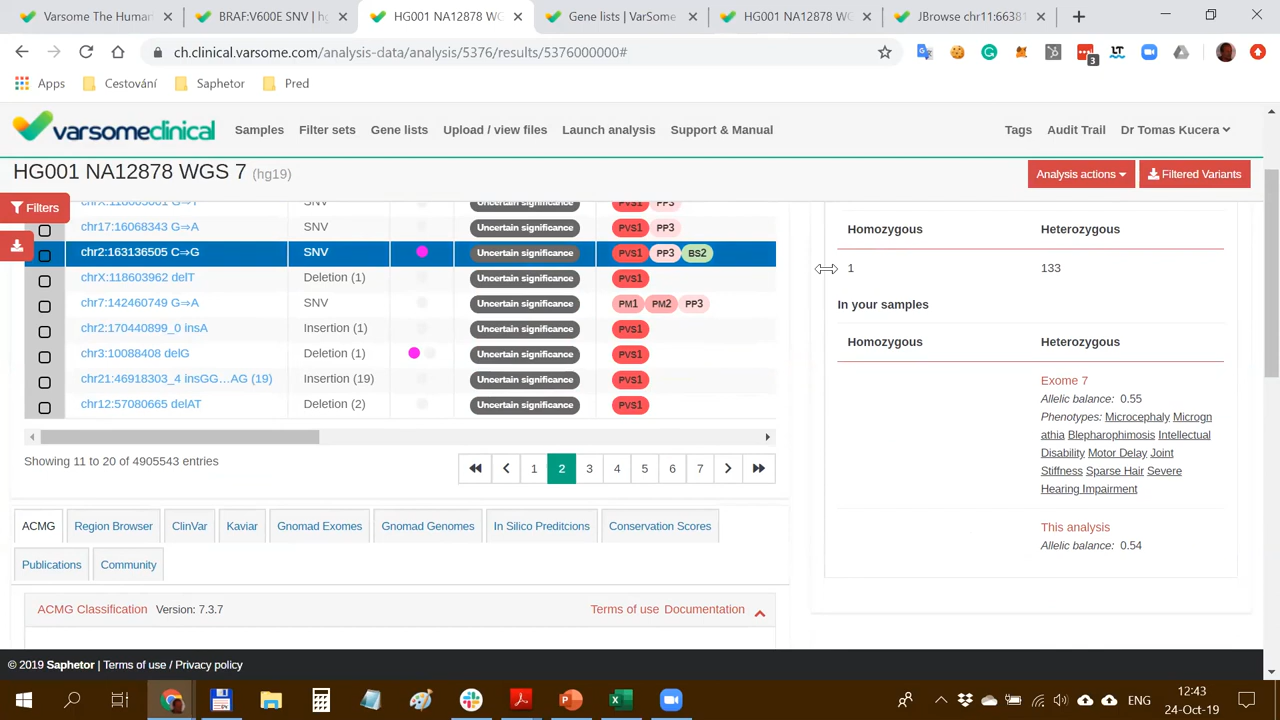 Varsome The Human
BRAF:V600E SNV | hg
HG001 NA12878 WGS
Gene lists | VarSome
HG001 NA12878 WGS
JBrowse chr11:66381
ch.clinical.varsome.com/analysis-data/analysis/5376/results/5376000000#
3
Apps Cestování Saphetor Pred
varsomeclinical Samples Filter sets Gene lists Upload / view files Launch analysis Support & Manual Tags Audit Trail Dr Tomas Kucera
HG001 NA12878 WGS 7 (hg19) Analysis actions Filtered Variants
Filters
SNV Uncertain significance PVS1 PP3
chr17:16068343 G⇒A SNV Uncertain significance PVS1 PP3
chr2:163136505 C⇒G SNV Uncertain significance PVS1 PP3 BS2
chrX:118603962 delT Deletion (1) Uncertain significance PVS1
chr7:142460749 G⇒A SNV Uncertain significance PM1 PM2 PP3
chr2:170440899_0 insA Insertion (1) Uncertain significance PVS1
chr3:10088408 delG Deletion (1) Uncertain significance PVS1
chr21:46918303_4 insGG…AG (19) Insertion (19) Uncertain significance PVS1
chr12:57080665 delAT Deletion (2) Uncertain significance PVS1
Showing 11 to 20 of 4905543 entries
1 2 3 4 5 6 7
ACMG Region Browser ClinVar Kaviar Gnomad Exomes Gnomad Genomes In Silico Preditcions Conservation Scores
Publications Community
ACMG Classification Version: 7.3.7 Terms of use Documentation
Homozygous Heterozygous
1 133
In your samples
Homozygous Heterozygous
Exome 7
Allelic balance: 0.55
Phenotypes: Microcephaly Microgn
athia Blepharophimosis Intellectual
Disability Motor Delay Joint
Stiffness Sparse Hair Severe
Hearing Impairment
This analysis
Allelic balance: 0.54
© 2019 Saphetor | Terms of use / Privacy policy
ENG
12:43
24-Oct-19